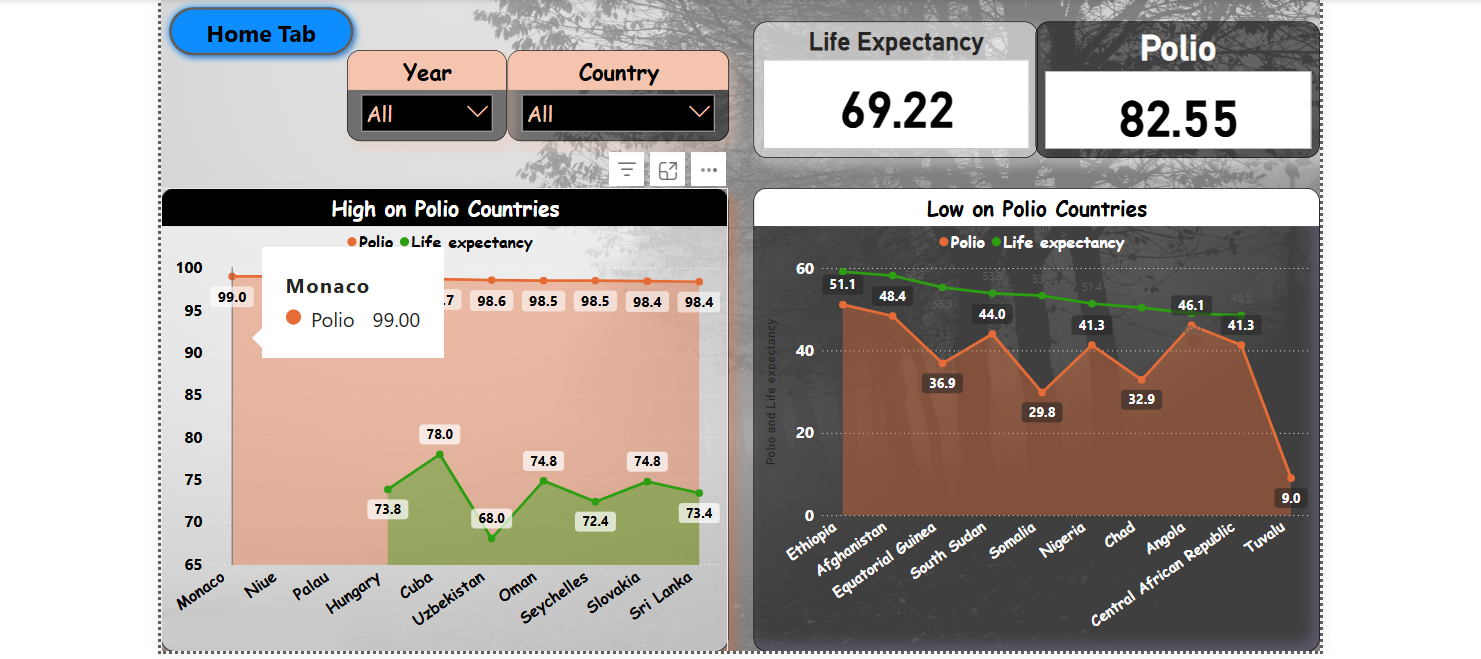 Home Tab
Year
All
Country
All
Life Expectancy
69.22
Polio
82.55
High on Polio Countries
Polio Life expectancy
100
95
90
85
80
75
70
65
Monaco
Polio 99.00
99.0
.7
98.6
98.5
98.5
98.4
98.4
73.8
78.0
68.0
74.8
72.4
74.8
73.4
Monaco
Niue
Palau
Hungary
Cuba
Uzbekistan
Oman
Seychelles
Slovakia
Sri Lanka
Low on Polio Countries
Polio Life expectancy
Polio and Life expectancy
60
40
20
0
51.1
48.4
36.9
44.0
29.8
41.3
32.9
46.1
41.3
9.0
51.4
48.5
Ethiopia
Afghanistan
Equatorial Guinea
South Sudan
Somalia
Nigeria
Chad
Angola
Central African Republic
Tuvalu